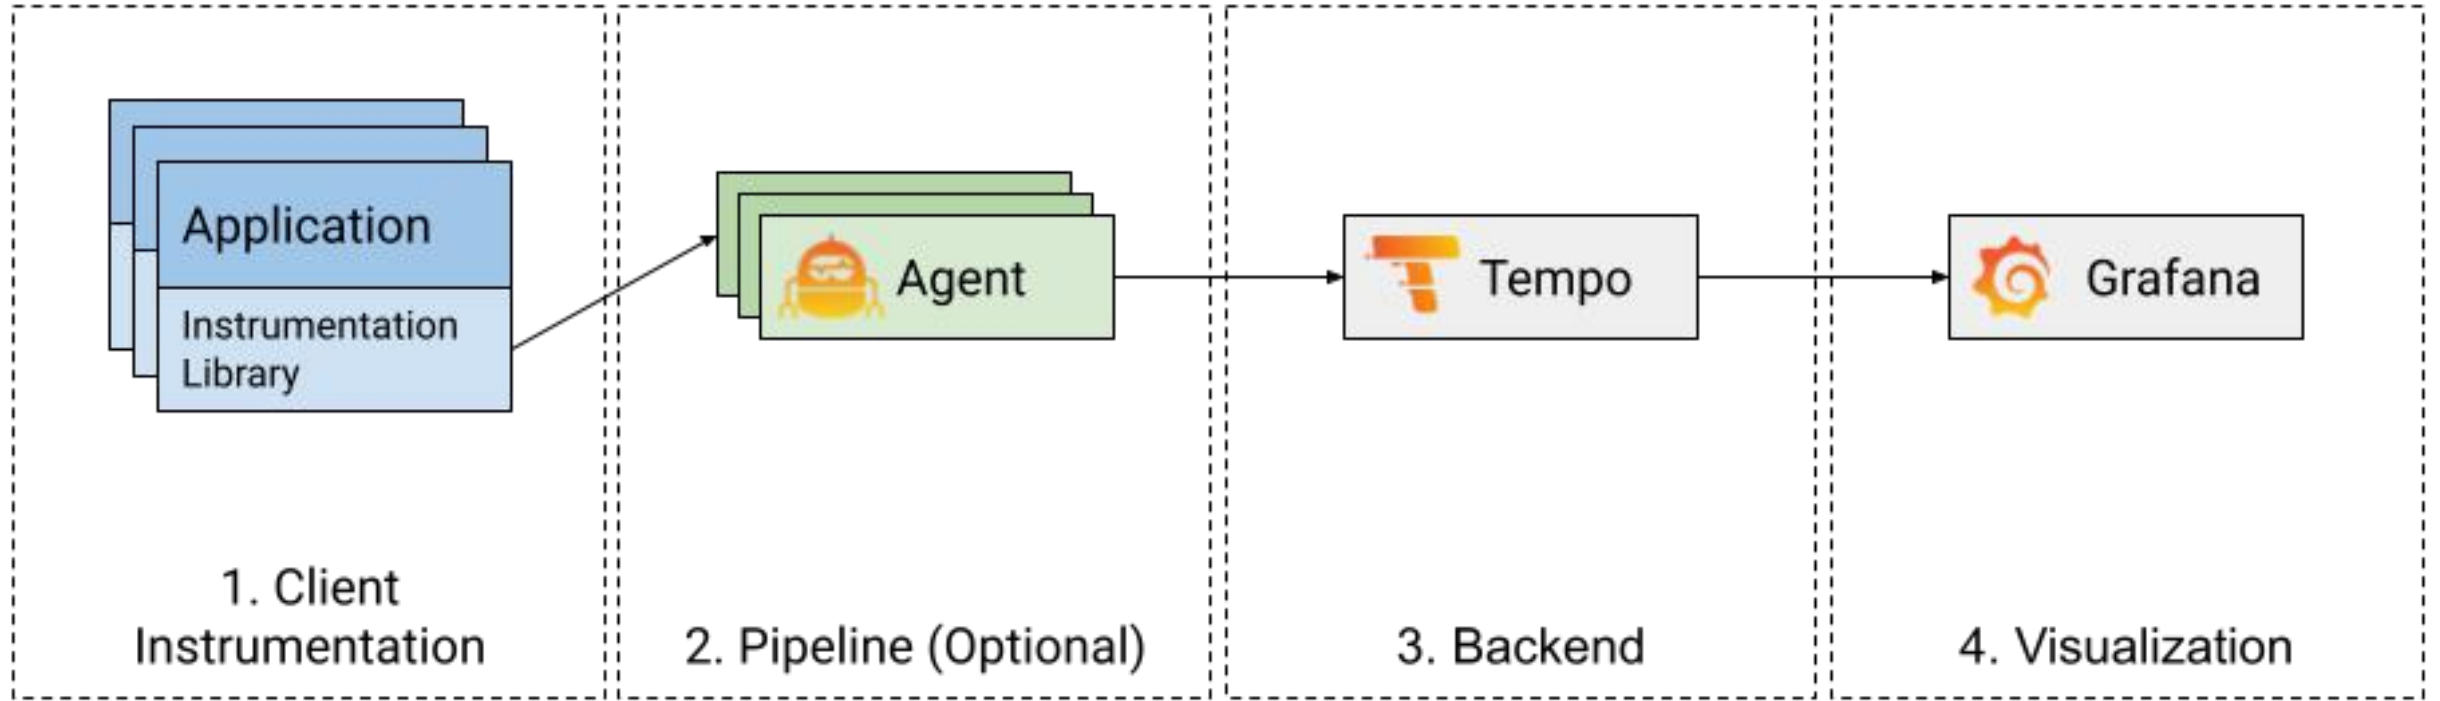 Application
Instrumentation
Library
1. Client
Instrumentation
Agent
2. Pipeline (Optional)
Tempo
3. Backend
Grafana
4. Visualization